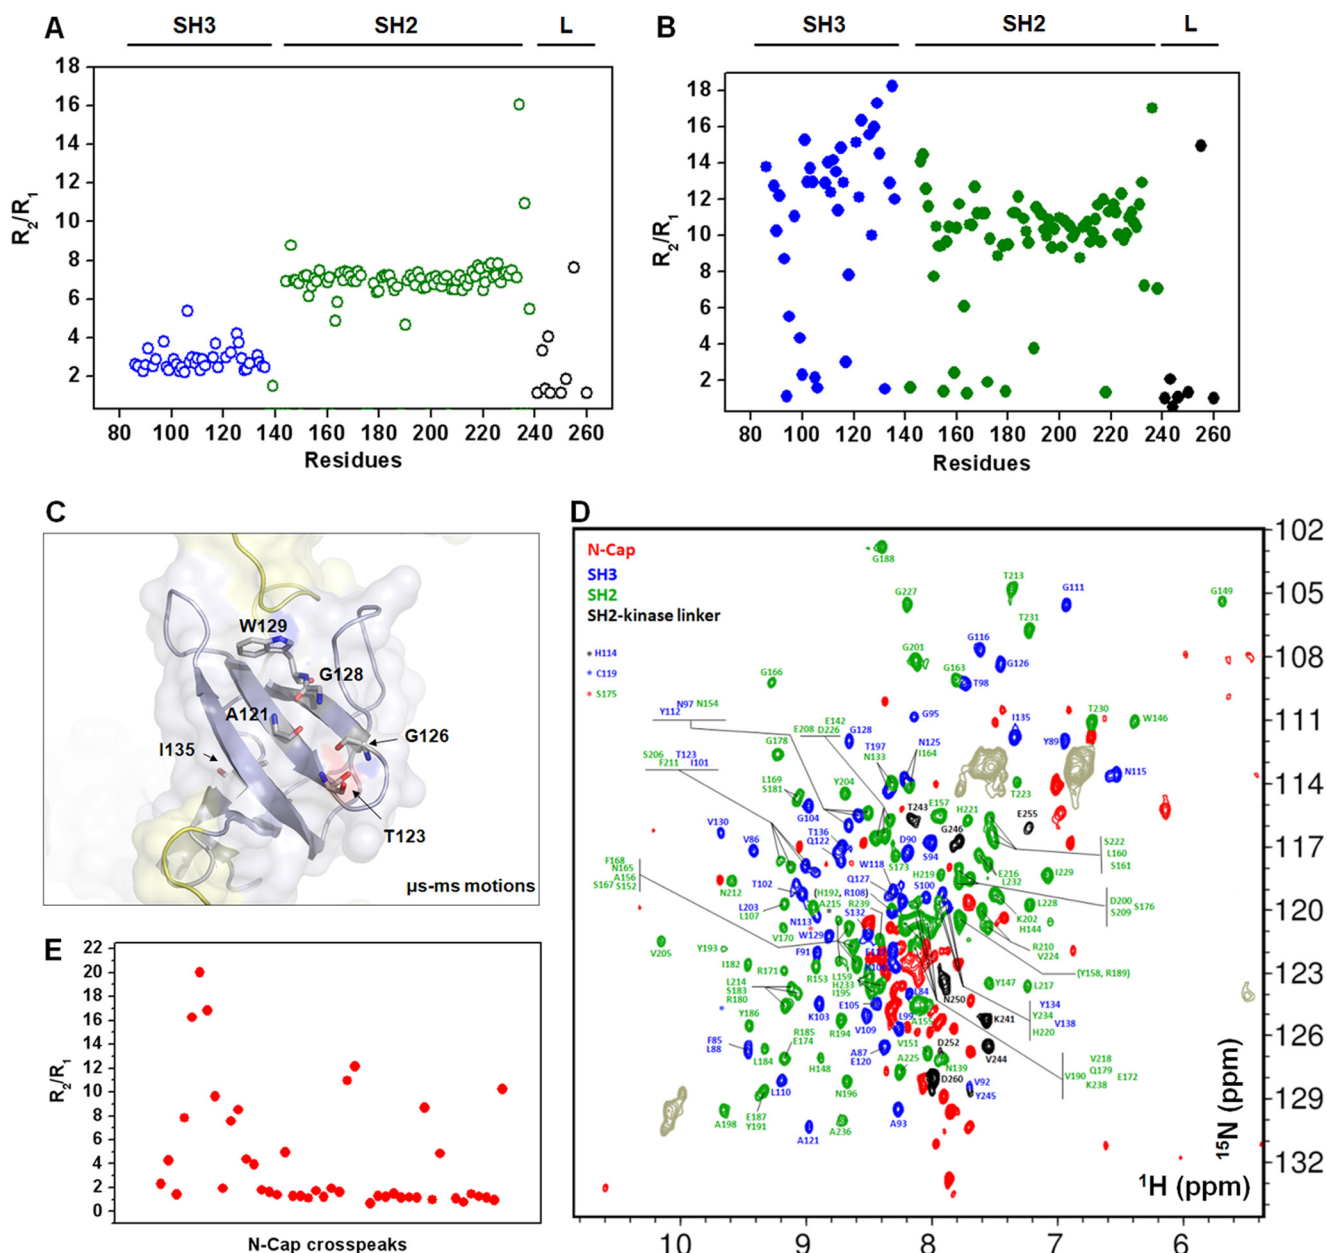 A
SH3
SH2
L
18
16
14
12
10
8
6
4
2
R2/R1
80
100
120
140
160
180
200
220
240
260
Residues
B
SH3
SH2
L
18
16
14
12
10
8
6
4
2
R2/R1
80
100
120
140
160
180
200
220
240
260
Residues
C
W129
G128
A121
G126
I135
T123
µs-ms motions
D
N-Cap
SH3
SH2
SH2-kinase linker
* H114
* C119
* S175
G188
T213
G111
G149
G227
T231
G201
G116
G126
G163
T98
G166
N97 N154
Y112
E142
E208 D226
G95
I135
T230
W146
G128
Y89
G178
T197
N125
N133
I164
S206
T123
F211
I101
N115
L169
S181
Y204
T223
G104
T243
E157
H221
E255
V130
T136
Q122
D90
G246
S222
L160
S161
V86
S94
W118
S173
H219
E216
L232
I229
F168
N165
A156
S167 S152
N212
T102
Q127
S100
(H192,
R108)
A215
R239
D200
S176
S209
L203
L107
S132
K202
H144
L228
N113
V170
W129
R210
V224
V205
Y193
F91
I182
R171
R153
L159
H233
I195
(Y158, R189)
L214
S183
R180
Y147
L217
N250
L84
K103
E105
Y134
Y234
V138
H220
Y186
R194
V109
L99
A155
K241
F85
L88
R185
E174
A87
E120
V151
D252
V244
L184
H148
A225
N139
V218
Q179
E172
V190
K238
L110
N196
D260
V92
Y245
E187
Y191
A198
A236
A93
A121
102
105
108
111
114
117
120
123
126
129
132
15N (ppm)
1H (ppm)
10
9
8
7
6
E
22
20
18
16
14
12
10
8
6
4
2
0
R2/R1
N-Cap crosspeaks